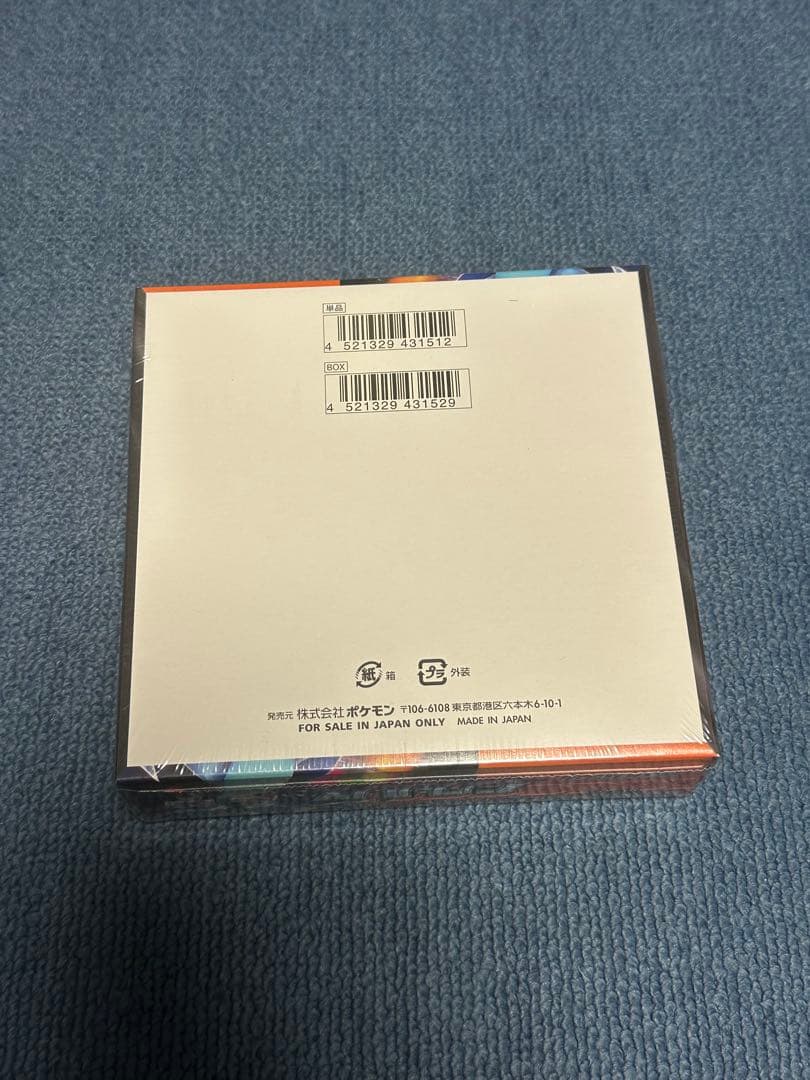 単品
4 521329 431512
BOX
4 521329 431529
紙 箱 プラ 外装
発売元 株式会社ポケモン 〒106-6108 東京都港区六本木6-10-1
FOR SALE IN JAPAN ONLY MADE IN JAPAN